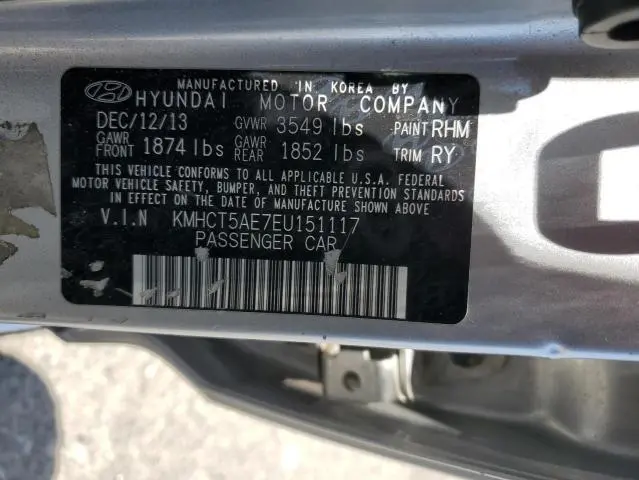 MANUFACTURED IN KOREA BY
HYUNDAI MOTOR COMPANY
DEC/12/13 GVWR 3549 lbs PAINT RHM
GAWR FRONT 1874 lbs GAWR REAR 1852 lbs TRIM RY
THIS VEHICLE CONFORMS TO ALL APPLICABLE U.S.A. FEDERAL
MOTOR VEHICLE SAFETY, BUMPER, AND THEFT PREVENTION STANDARDS
IN EFFECT ON THE DATE OF MANUFACTURE SHOWN ABOVE.
V.I.N KMHCT5AE7EU151117
PASSENGER CAR